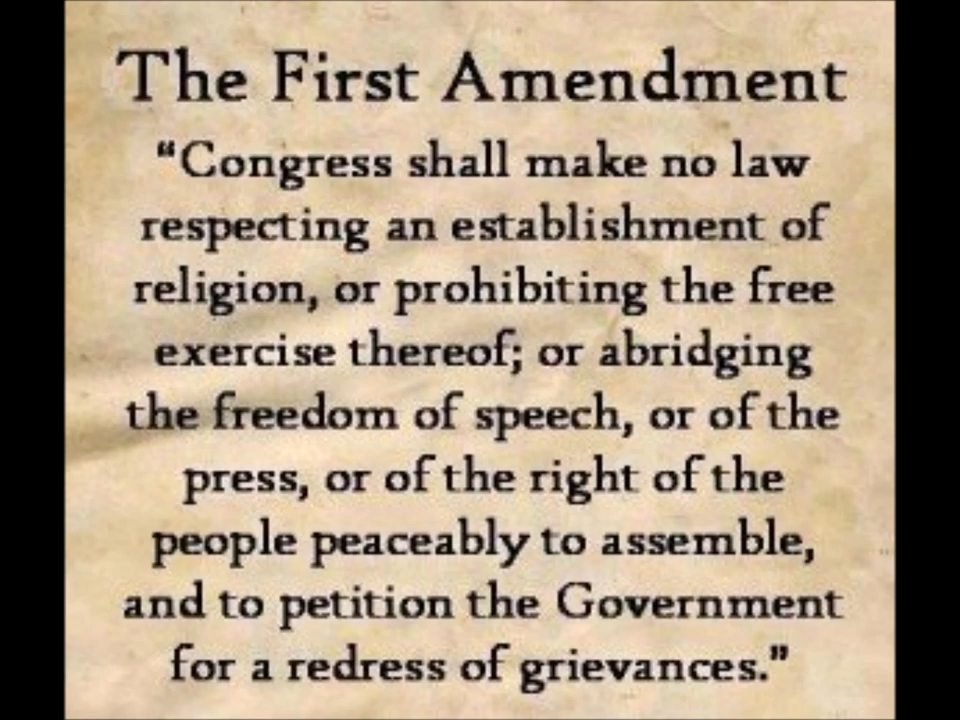 The First Amendment
“Congress shall make no law
respecting an establishment of
religion, or prohibiting the free
exercise thereof; or abridging
the freedom of speech, or of the
press, or of the right of the
people peaceably to assemble,
and to petition the Government
for a redress of grievances.”